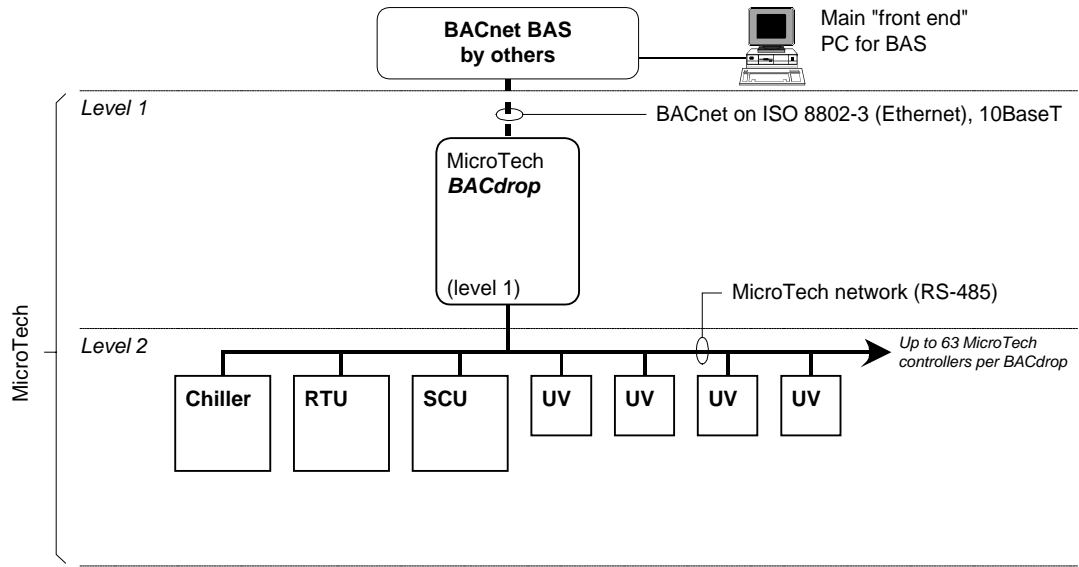 BACnet BAS
by others
Main "front end"
PC for BAS
Level 1
BACnet on ISO 8802-3 (Ethernet), 10BaseT
MicroTech
BACdrop
(level 1)
MicroTech network (RS-485)
MicroTech
Level 2
Up to 63 MicroTech
controllers per BACdrop
Chiller
RTU
SCU
UV
UV
UV
UV